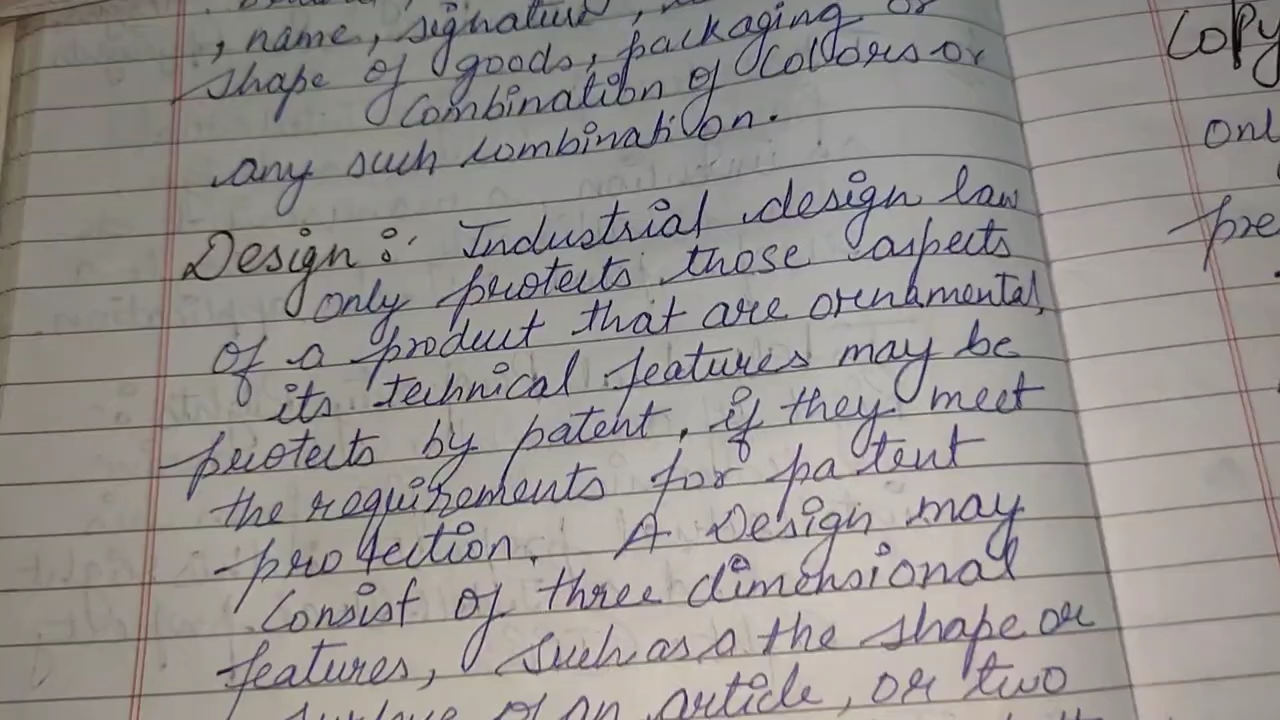 , name, signature,
shape of goods, packaging or
combination of colours or
any such combination.
Design :- Industrial design law
only protects those aspects
of a product that are ornamental,
its technical features may be
protects by patent, if they meet
the requirements for patent
protection. A Design may
Consist of three dimensional
features, such as a the shape or
surface of an article, or two
Copy
onl
pre